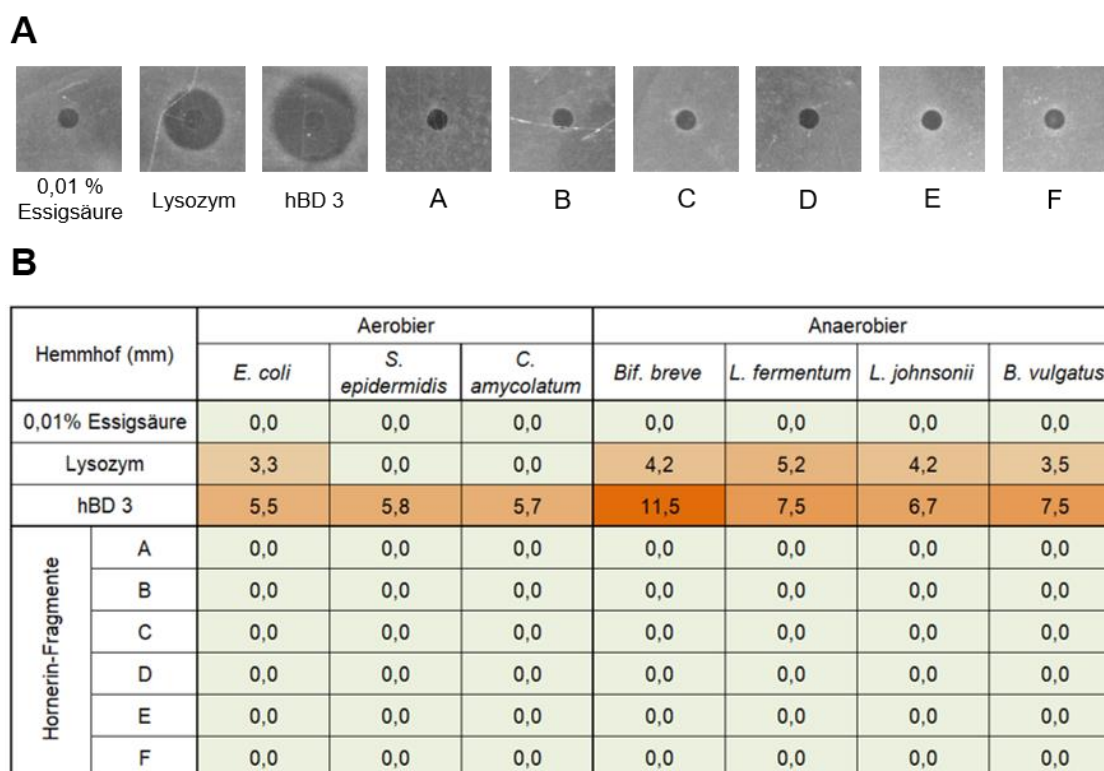 A
0,01 %
Essigsäure
Lysozym
hBD 3
A
B
C
D
E
F
B
Hemmhof (mm)
Aerobier
Anaerobier
E. coli
S.
epidermidis
C.
amycolatum
Bif. breve
L. fermentum
L. johnsonii
B. vulgatus
0,01% Essigsäure 0,0 0,0 0,0 0,0 0,0 0,0 0,0
Lysozym 3,3 0,0 0,0 4,2 5,2 4,2 3,5
hBD 3 5,5 5,8 5,7 11,5 7,5 6,7 7,5
Hornerin-Fragmente
A 0,0 0,0 0,0 0,0 0,0 0,0 0,0
B 0,0 0,0 0,0 0,0 0,0 0,0 0,0
C 0,0 0,0 0,0 0,0 0,0 0,0 0,0
D 0,0 0,0 0,0 0,0 0,0 0,0 0,0
E 0,0 0,0 0,0 0,0 0,0 0,0 0,0
F 0,0 0,0 0,0 0,0 0,0 0,0 0,0